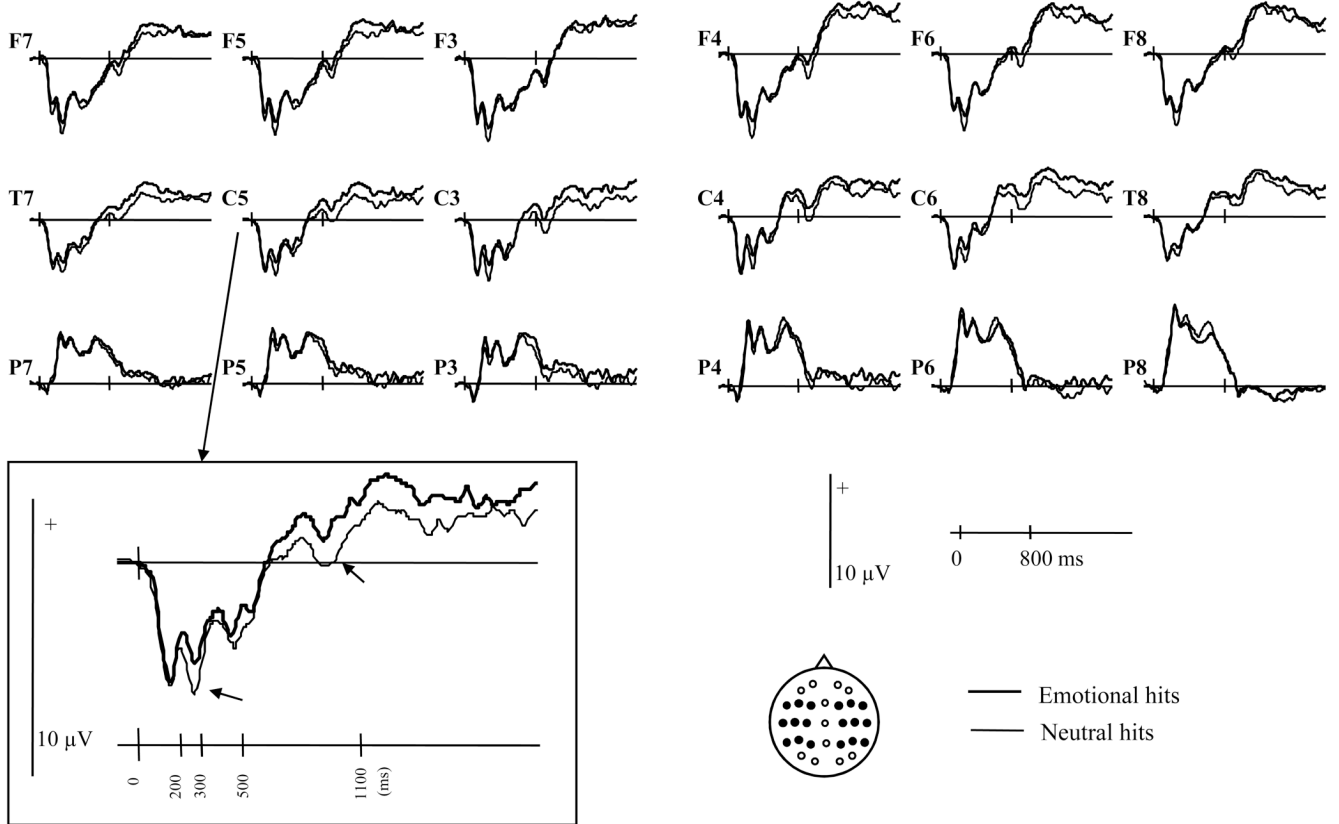 F7 F5 F3 F4 F6 F8
T7 C5 C3 C4 C6 T8
P7 P5 P3 P4 P6 P8
+
10 µV
0 200 300 500 1100 (ms)
+
10 µV
0 800 ms
Emotional hits
Neutral hits